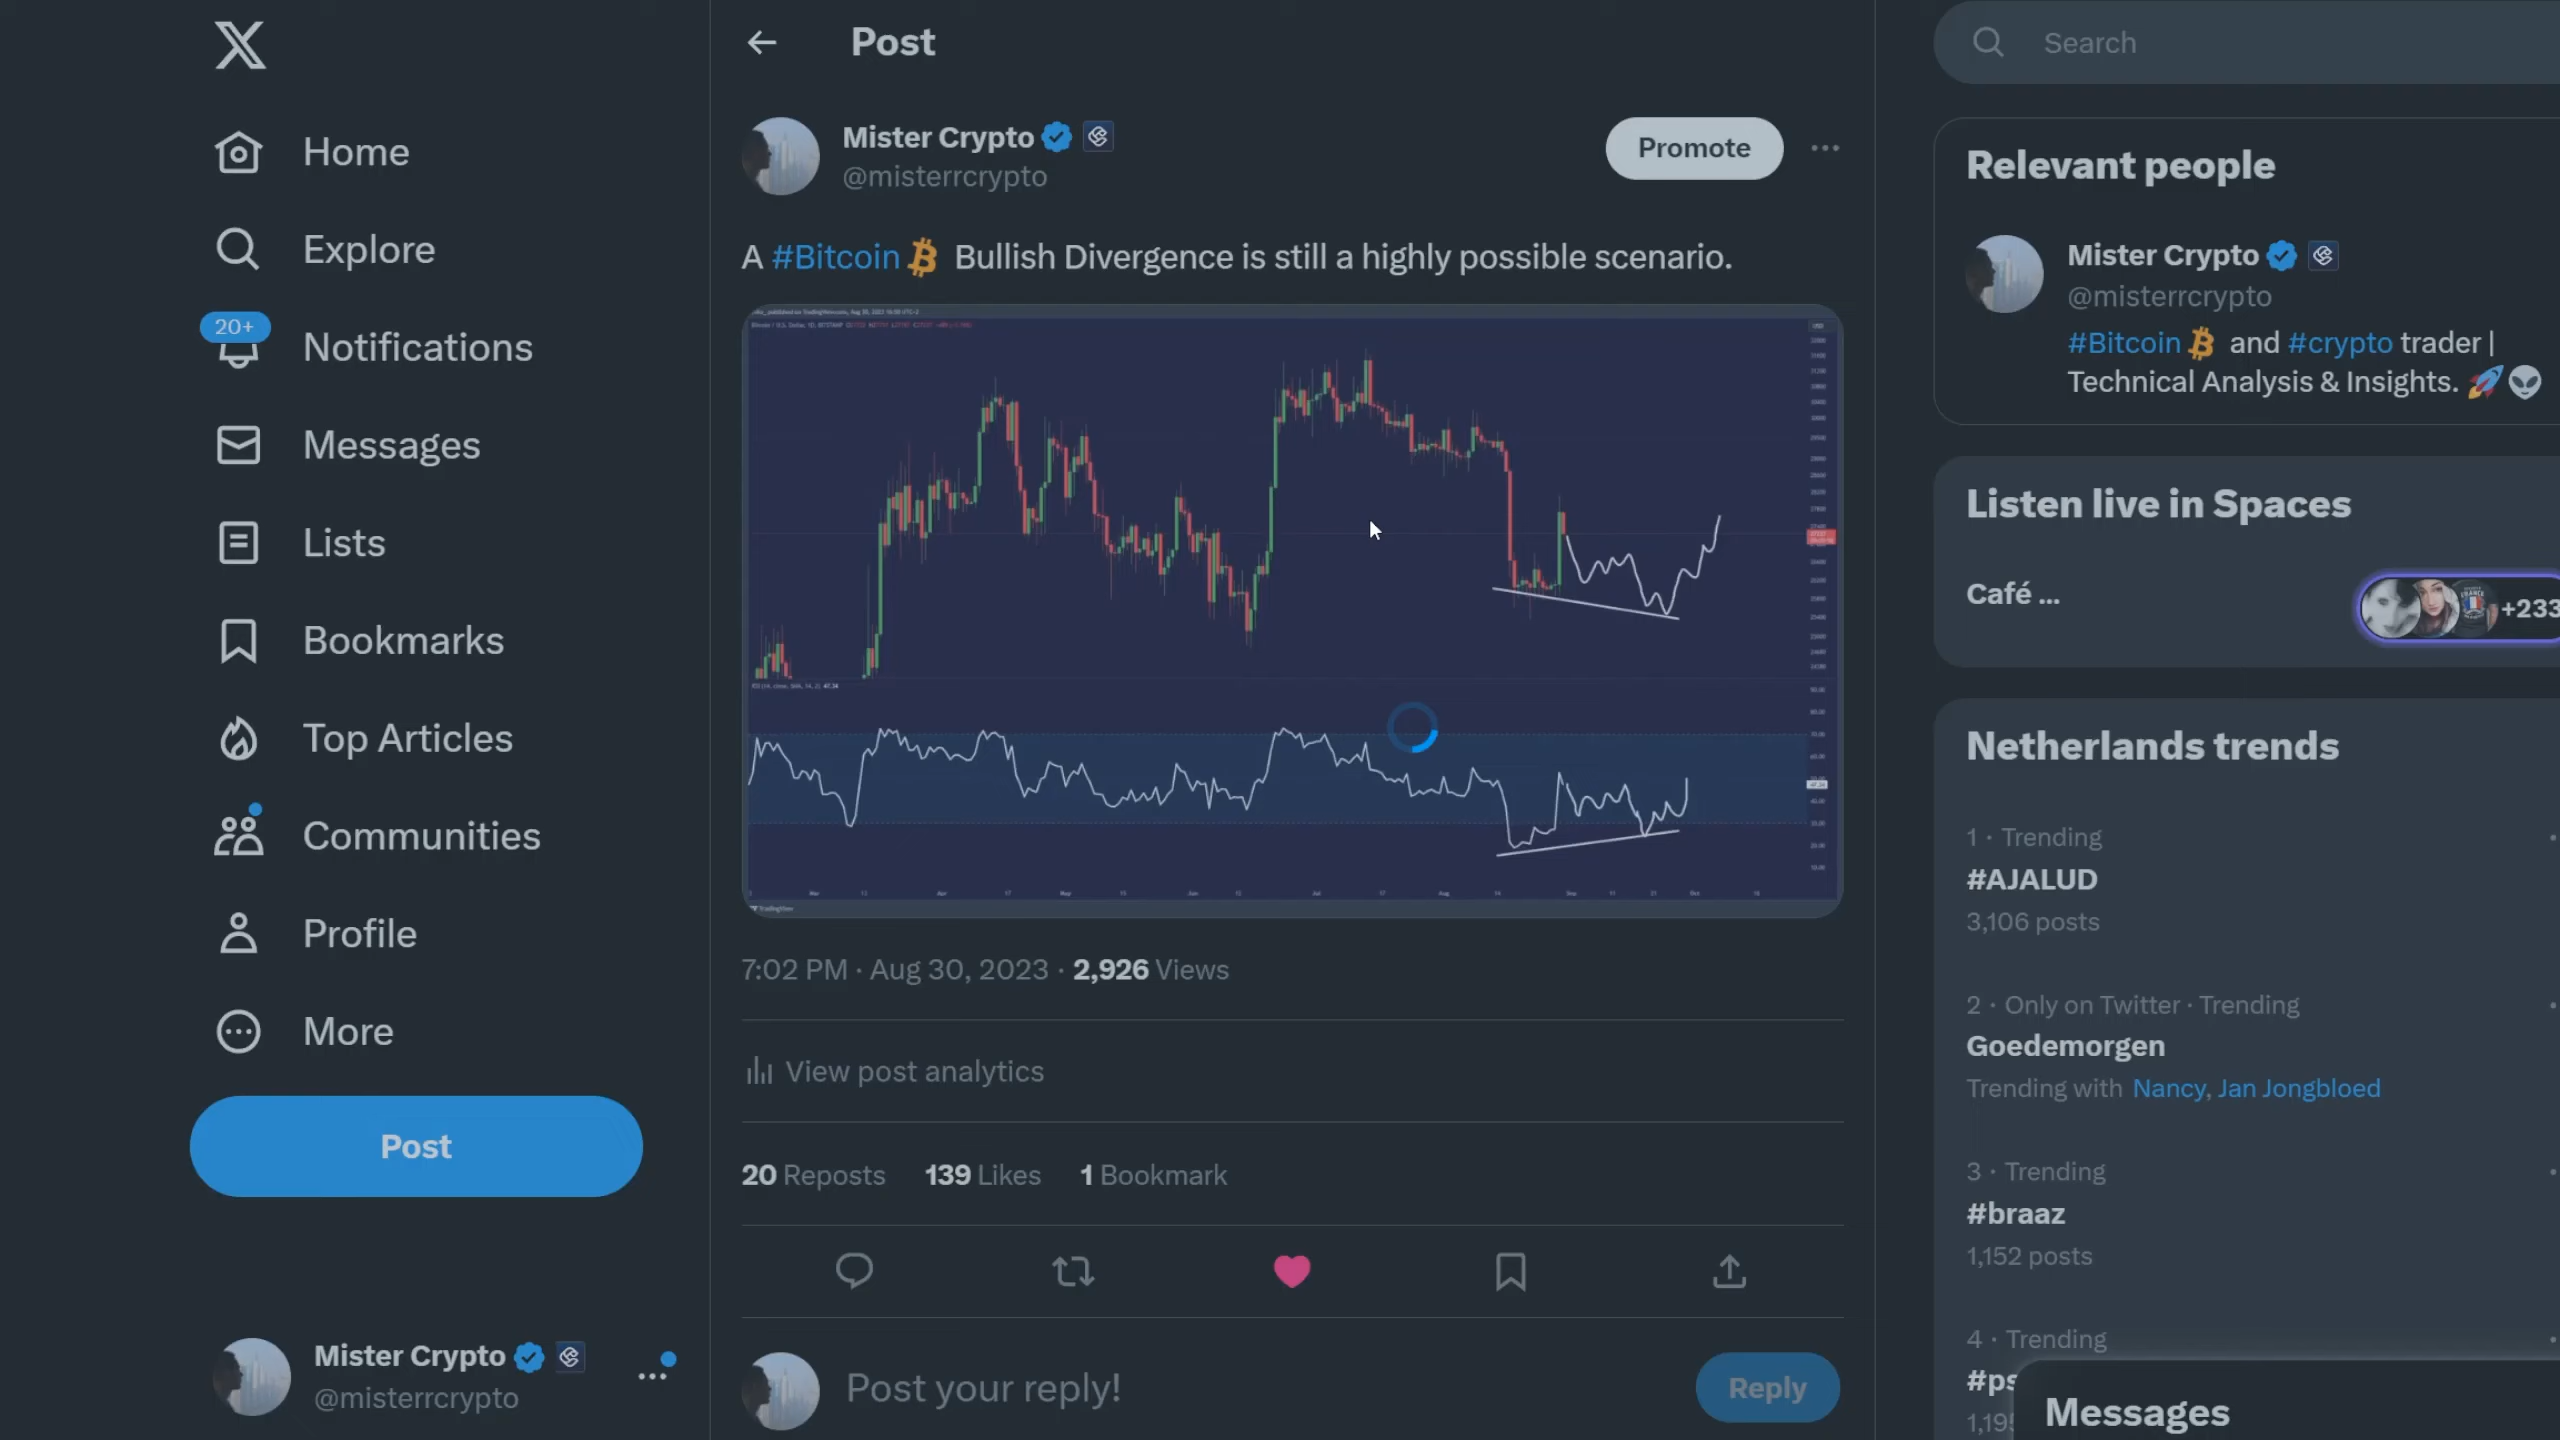 Home
Explore
20+
Notifications
Messages
Lists
Bookmarks
Top Articles
Communities
Profile
More
Post
Mister Crypto
@misterrcrypto
Post
Mister Crypto
@misterrcrypto
Promote
A #Bitcoin Bullish Divergence is still a highly possible scenario.
TradingView
7:02 PM · Aug 30, 2023 · 2,926 Views
View post analytics
20 Reposts 139 Likes 1 Bookmark
Post your reply!
Reply
Search
Relevant people
Mister Crypto
@misterrcrypto
#Bitcoin and #crypto trader |
Technical Analysis & Insights.
Listen live in Spaces
Café ...
+233
Netherlands trends
1 · Trending
#AJALUD
3,106 posts
2 · Only on Twitter · Trending
Goedemorgen
Trending with Nancy, Jan Jongbloed
3 · Trending
#braaz
1,152 posts
4 · Trending
#ps
1,195
Messages